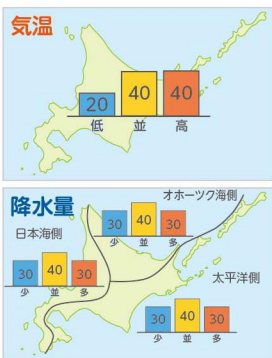 気温
20 40 40
低 並 高
降水量
オホーツク海側
日本海側
30 40 30
少 並 多
太平洋側
30 40 30
少 並 多
30 40 30
少 並 多